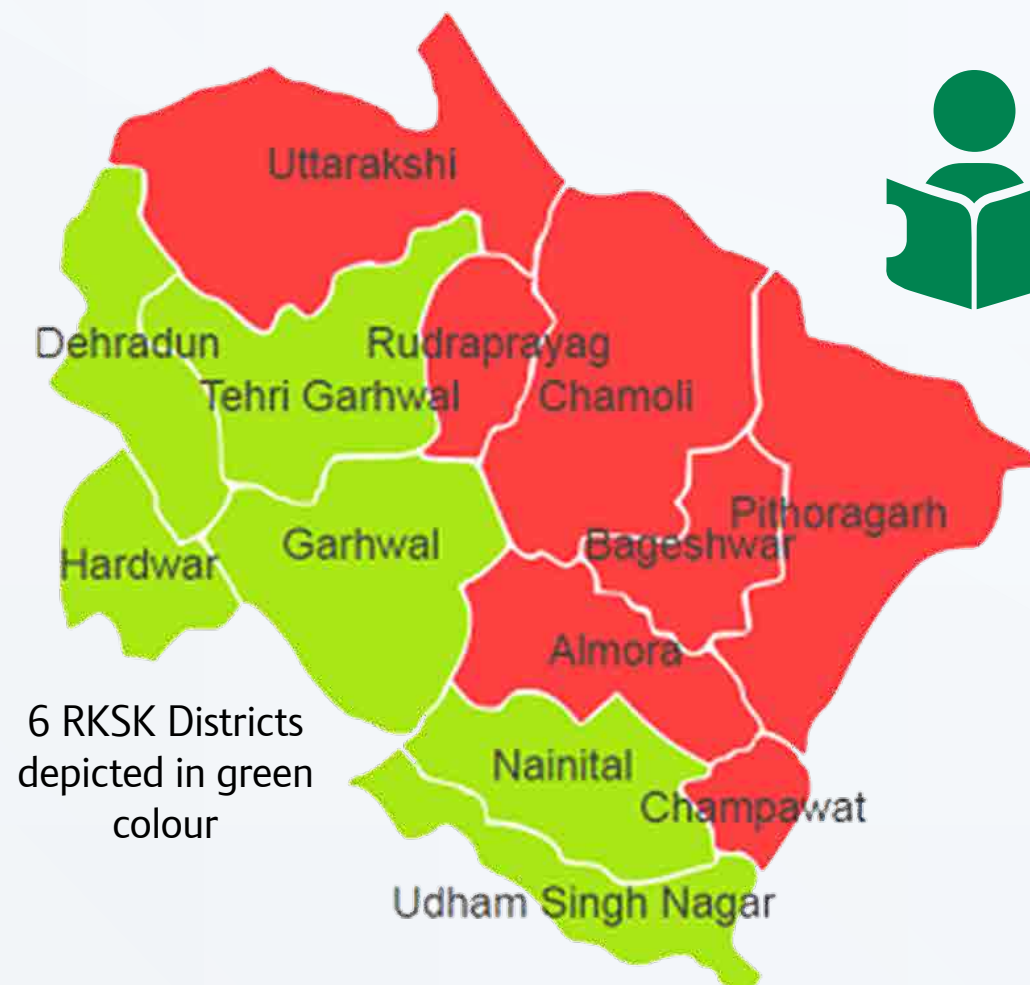 Uttarakshi
Dehradun
Rudraprayag
Tehri Garhwal
Chamoli
Pithoragarh
Garhwal
Bageshwar
Hardwar
Almora
6 RKSK Districts
depicted in green
colour
Nainital
Champawat
Udham Singh Nagar